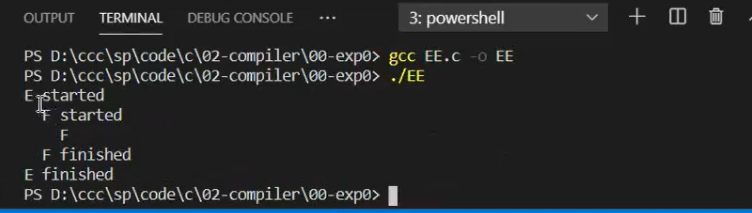 OUTPUT TERMINAL DEBUG CONSOLE ... 3: powershell
PS D:\ccc\sp\code\c\02-compiler\00-exp0> gcc EE.c -o EE
PS D:\ccc\sp\code\c\02-compiler\00-exp0> ./EE
E started
F started
F
F finished
E finished
PS D:\ccc\sp\code\c\02-compiler\00-exp0>